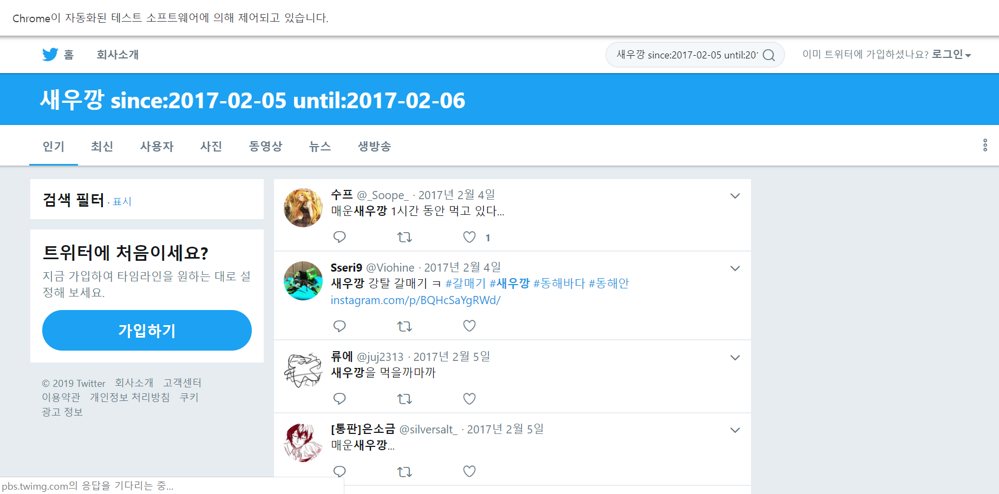 Chrome이 자동화된 테스트 소프트웨어에 의해 제어되고 있습니다.
홈 회사소개 새우깡 since:2017-02-05 until:20 이미 트위터에 가입하셨나요? 로그인
새우깡 since:2017-02-05 until:2017-02-06
인기 최신 사용자 사진 동영상 뉴스 생방송
검색 필터 · 표시
트위터에 처음이세요?
지금 가입하여 타임라인을 원하는 대로 설
정해 보세요.
가입하기
© 2019 Twitter 회사소개 고객센터
이용약관 개인정보 처리방침 쿠키
광고 정보
수프 @_Soope_ · 2017년 2월 4일
매운새우깡 1시간 동안 먹고 있다...
1
Sseri9 @Viohine · 2017년 2월 4일
새우깡 강탈 갈매기 ㅋ #갈매기 #새우깡 #동해바다 #동해안
instagram.com/p/BQHcSaYgRWd/
류에 @juj2313 · 2017년 2월 5일
새우깡을 먹을까마까
[통판]은소금 @silversalt_ · 2017년 2월 5일
매운새우깡...
pbs.twimg.com의 응답을 기다리는 중...